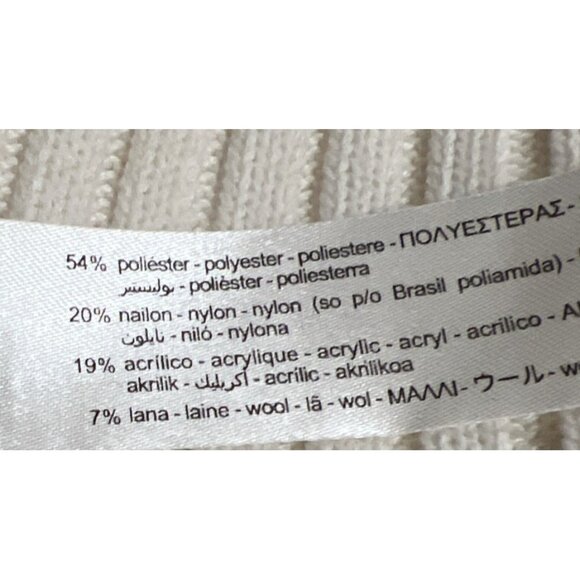 54% poliéster - polyester - poliestere - ΠΟΛΥΕΣΤΕΡΑΣ -
بوليستر - polièster - poliesterra
20% nailon - nylon - nylon (so p/o Brasil poliamida) -
نايلون - niló - nylona
19% acrílico - acrylique - acrylic - acryl - acrílico -
akrilik - أكريليك - acrílic - akrilikoa
7% lana - laine - wool - lã - wol - ΜΑΛΛΙ - ウール -